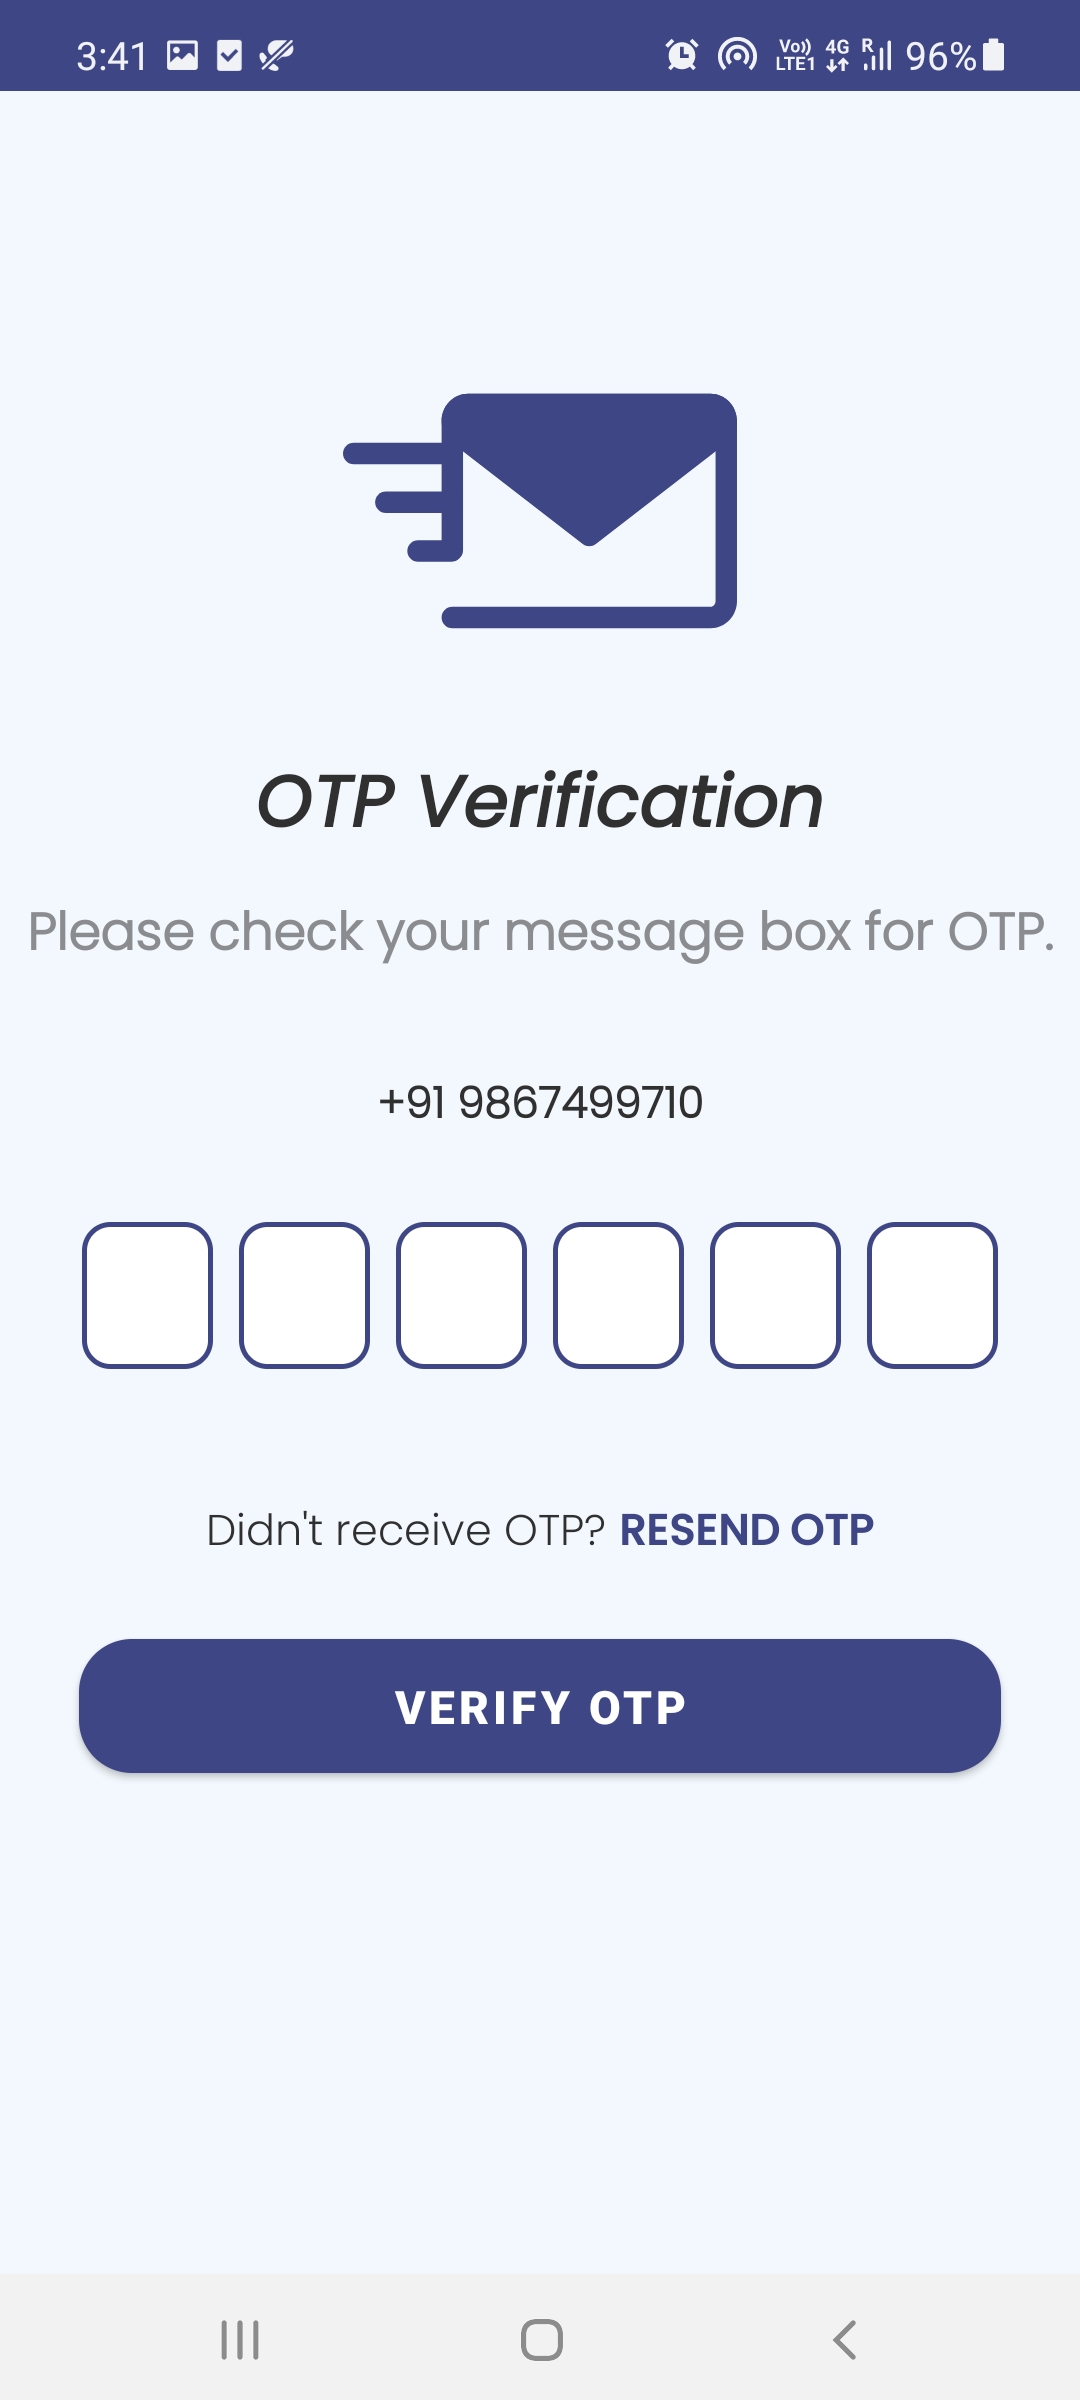 3:41 Vo)) LTE1 4G R 96%
OTP Verification
Please check your message box for OTP.
+91 9867499710
Didn't receive OTP? RESEND OTP
VERIFY OTP